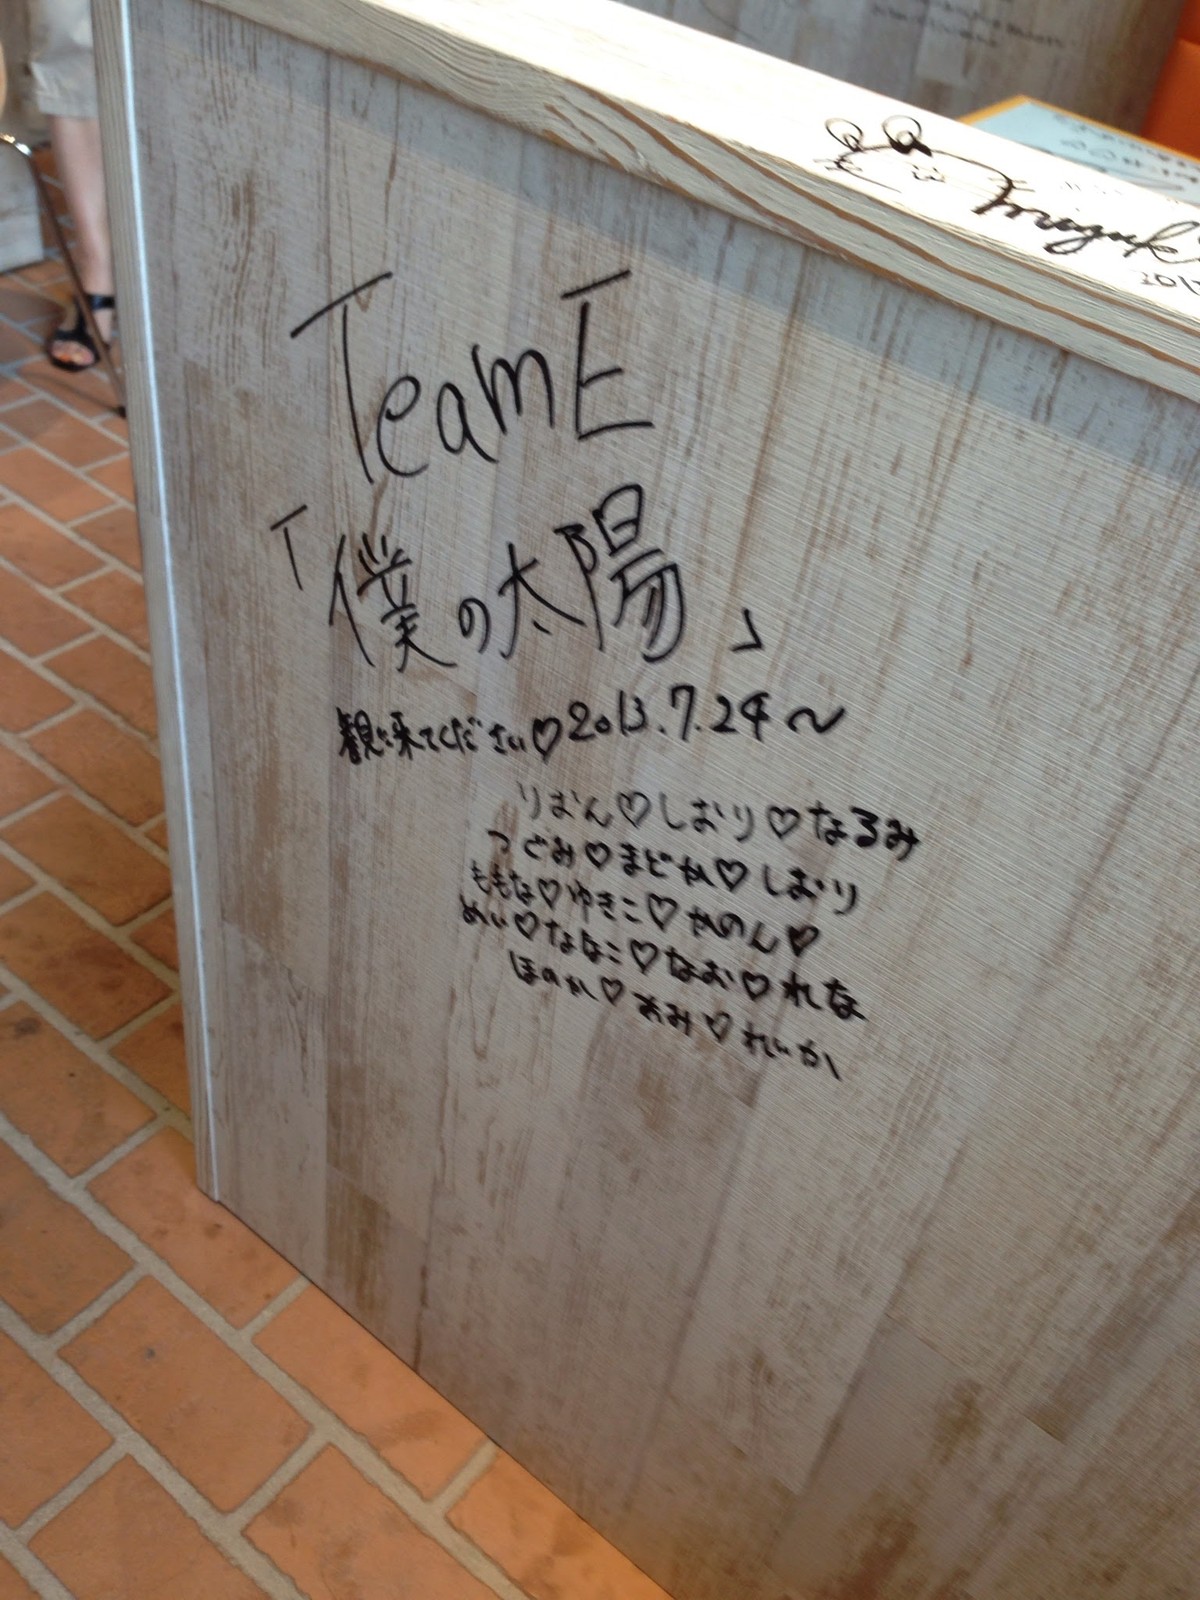 TeamE
「僕の太陽」
観に来てください♡2013.7.24〜
りおん♡しおり♡なるみ
つぐみ♡まどか♡しおり
ももな♡ゆきこ♡かのん♡
めい♡ななこ♡なお♡れな
ほのか♡あみ♡れいか